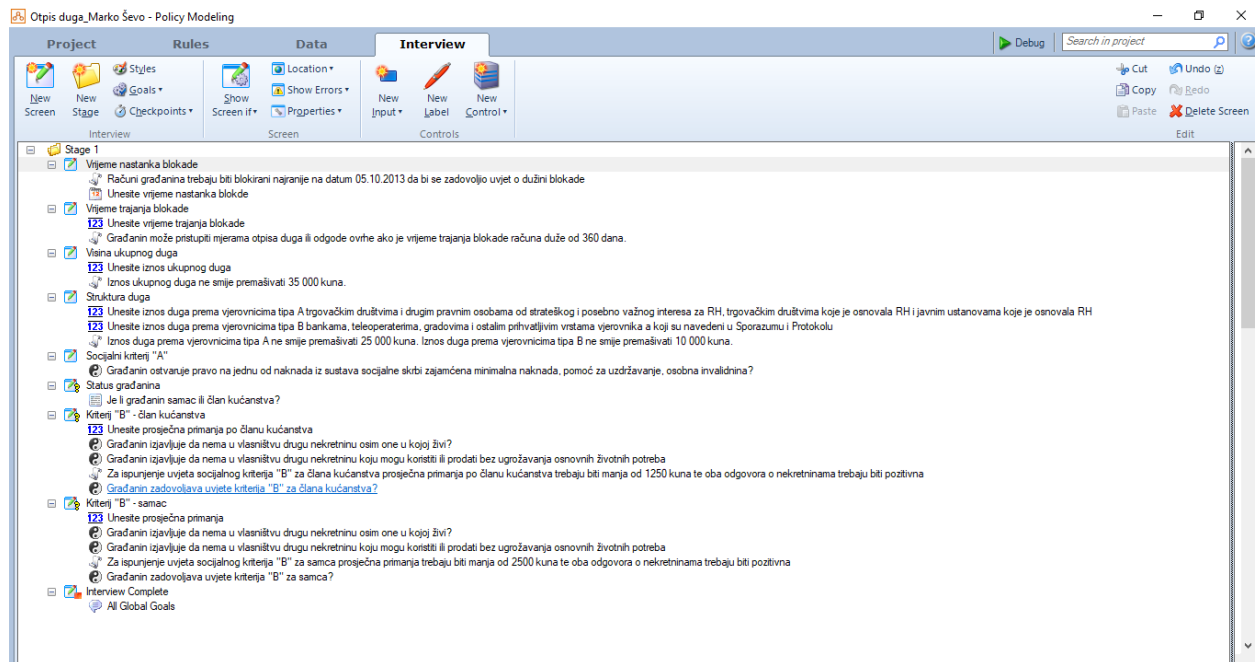 Otpis duga_Marko Ševo - Policy Modeling
Project Rules Data Interview
Debug Search in project
New Screen
New Stage
Styles
Goals
Checkpoints
Interview
Show Screen if
Location
Show Errors
Properties
Screen
New Input
New Label
New Control
Controls
Cut
Copy
Paste
Undo (z)
Redo
Delete Screen
Edit
Stage 1
Vrijeme nastanka blokade
Računi građanina trebaju biti blokirani najranije na datum 05.10.2013 da bi se zadovoljio uvjet o dužini blokade
Unesite vrijeme nastanka blokde
Vrijeme trajanja blokade
123 Unesite vrijeme trajanja blokade
Građanin može pristupiti mjerama otpisa duga ili odgode ovrhe ako je vrijeme trajanja blokade računa duže od 360 dana.
Visina ukupnog duga
123 Unesite iznos ukupnog duga
Iznos ukupnog duga ne smije premašivati 35 000 kuna.
Struktura duga
123 Unesite iznos duga prema vjerovnicima tipa A trgovačkim društvima i drugim pravnim osobama od strateškog i posebno važnog interesa za RH, trgovačkim društvima koje je osnovala RH i javnim ustanovama koje je osnovala RH
123 Unesite iznos duga prema vjerovnicima tipa B bankama, teleoperaterima, gradovima i ostalim prihvatljivim vrstama vjerovnika a koji su navedeni u Sporazumu i Protokolu
Iznos duga prema vjerovnicima tipa A ne smije premašivati 25 000 kuna. Iznos duga prema vjerovnicima tipa B ne smije premašivati 10 000 kuna.
Socijalni kriterij "A"
Građanin ostvaruje pravo na jednu od naknada iz sustava socijalne skrbi zajamćena minimalna naknada, pomoć za uzdržavanje, osobna invalidnina?
Status građanina
Je li građanin samac ili član kućanstva?
Kriterij "B" - član kućanstva
123 Unesite prosječna primanja po članu kućanstva
Građanin izjavljuje da nema u vlasništvu drugu nekretninu osim one u kojoj živi?
Građanin izjavljuje da nema u vlasništvu drugu nekretninu koju mogu koristiti ili prodati bez ugrožavanja osnovnih životnih potreba
Za ispunjenje uvjeta socijalnog kriterija "B" za člana kućanstva prosječna primanja po članu kućanstva trebaju biti manja od 1250 kuna te oba odgovora o nekretninama trebaju biti pozitivna
Građanin zadovoljava uvjete kriterija "B" za člana kućanstva?
Kriterij "B" - samac
123 Unesite prosječna primanja
Građanin izjavljuje da nema u vlasništvu drugu nekretninu osim one u kojoj živi?
Građanin izjavljuje da nema u vlasništvu drugu nekretninu koju mogu koristiti ili prodati bez ugrožavanja osnovnih životnih potreba
Za ispunjenje uvjeta socijalnog kriterija "B" za samca prosječna primanja trebaju biti manja od 2500 kuna te oba odgovora o nekretninama trebaju biti pozitivna
Građanin zadovoljava uvjete kriterija "B" za samca?
Interview Complete
All Global Goals